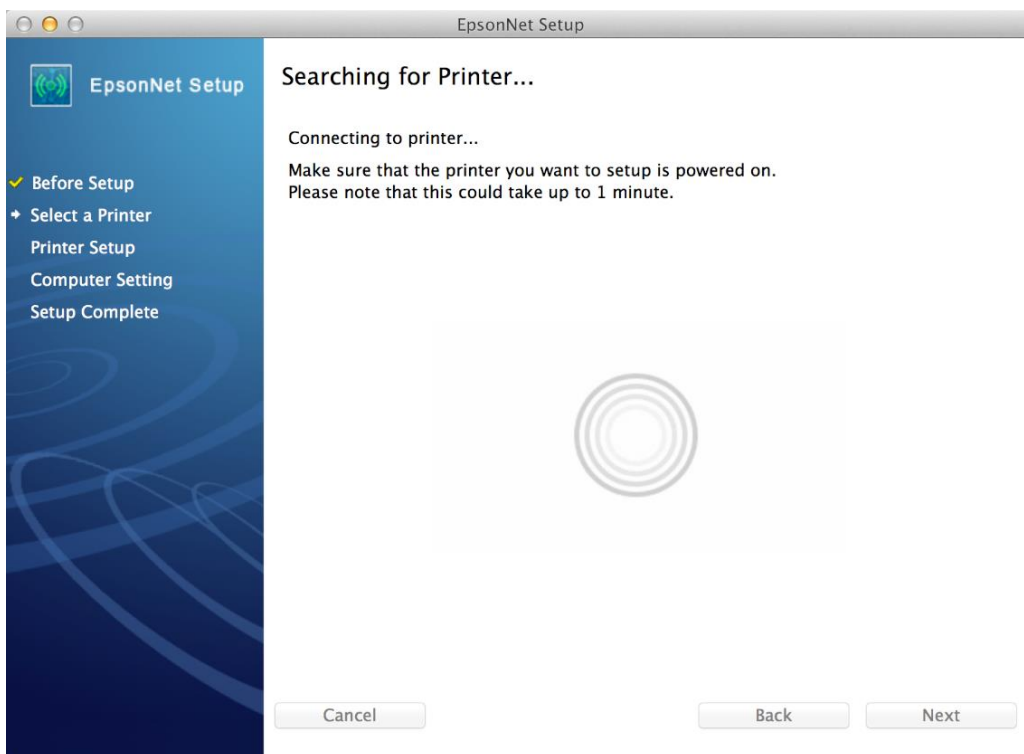 EpsonNet Setup
EpsonNet Setup
Before Setup
Select a Printer
Printer Setup
Computer Setting
Setup Complete
Searching for Printer...
Connecting to printer...
Make sure that the printer you want to setup is powered on.
Please note that this could take up to 1 minute.
Cancel
Back
Next